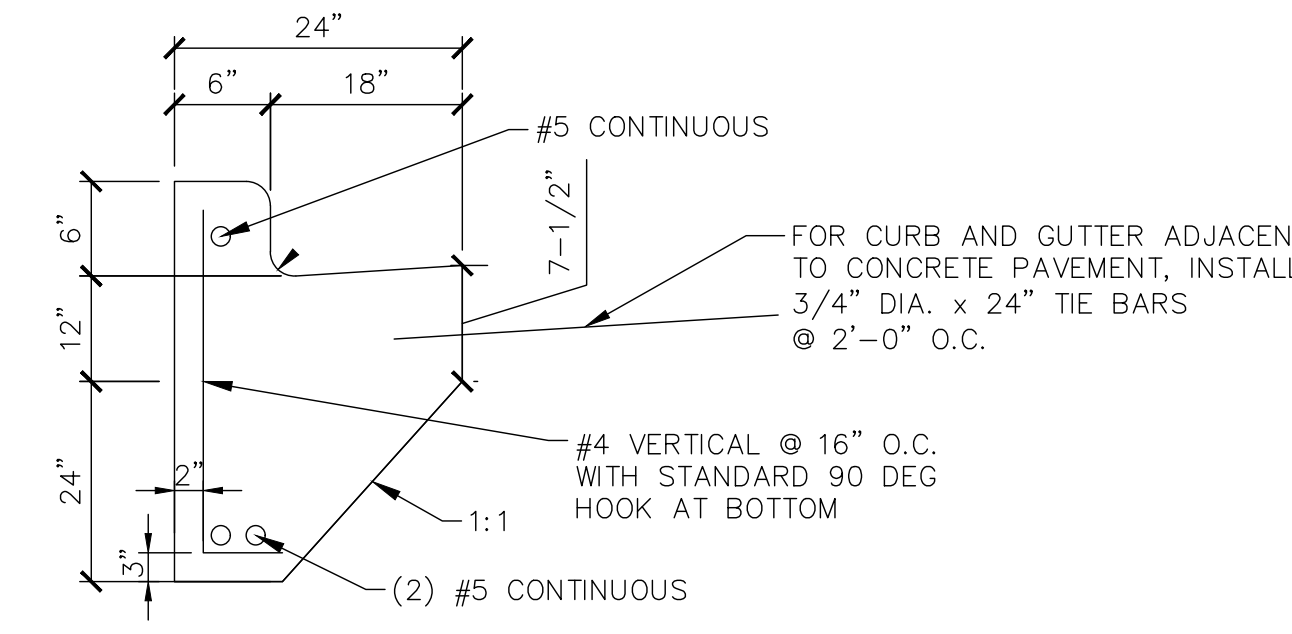 24”
6”
18”
#5 CONTINUOUS
7-1/2”
6”
FOR CURB AND GUTTER ADJACEN
TO CONCRETE PAVEMENT, INSTALL
3/4” DIA. x 24” TIE BARS
@ 2’-0” O.C.
12”
#4 VERTICAL @ 16” O.C.
WITH STANDARD 90 DEG
HOOK AT BOTTOM
24”
2”
1:1
3”
(2) #5 CONTINUOUS